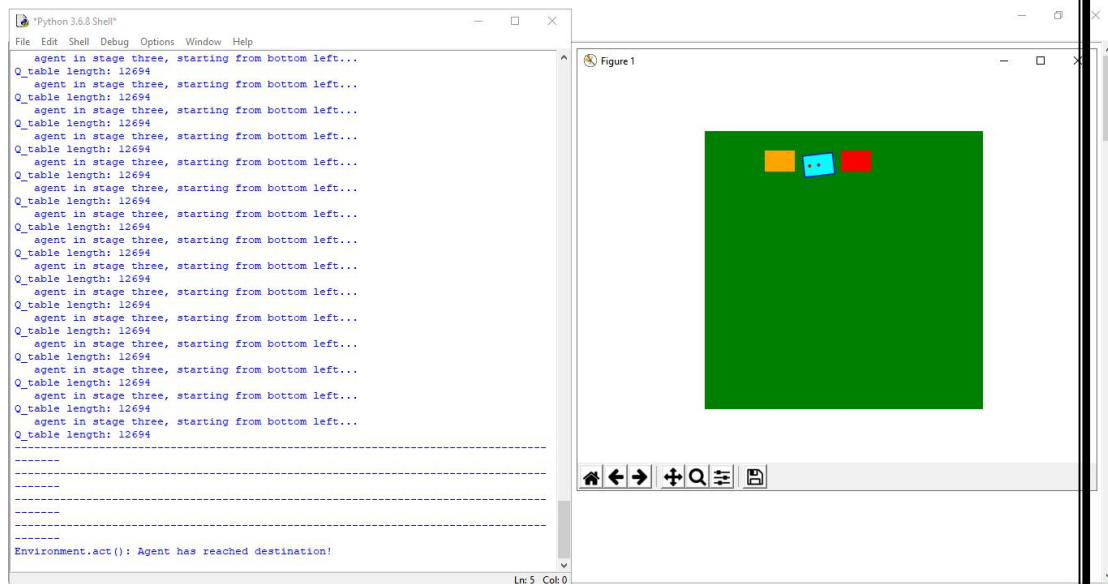 *Python 3.6.8 Shell*
File Edit Shell Debug Options Window Help
agent in stage three, starting from bottom left...
Q_table length: 12694
agent in stage three, starting from bottom left...
Q_table length: 12694
agent in stage three, starting from bottom left...
Q_table length: 12694
agent in stage three, starting from bottom left...
Q_table length: 12694
agent in stage three, starting from bottom left...
Q_table length: 12694
agent in stage three, starting from bottom left...
Q_table length: 12694
agent in stage three, starting from bottom left...
Q_table length: 12694
agent in stage three, starting from bottom left...
Q_table length: 12694
agent in stage three, starting from bottom left...
Q_table length: 12694
agent in stage three, starting from bottom left...
Q_table length: 12694
agent in stage three, starting from bottom left...
Q_table length: 12694
agent in stage three, starting from bottom left...
Q_table length: 12694
agent in stage three, starting from bottom left...
Q_table length: 12694
agent in stage three, starting from bottom left...
Q_table length: 12694
agent in stage three, starting from bottom left...
Q_table length: 12694
---------------------------------------------------------------------------------
-------
---------------------------------------------------------------------------------
-------
---------------------------------------------------------------------------------
-------
---------------------------------------------------------------------------------
-------
Environment.act(): Agent has reached destination!
Ln: 5 Col: 0
Figure 1